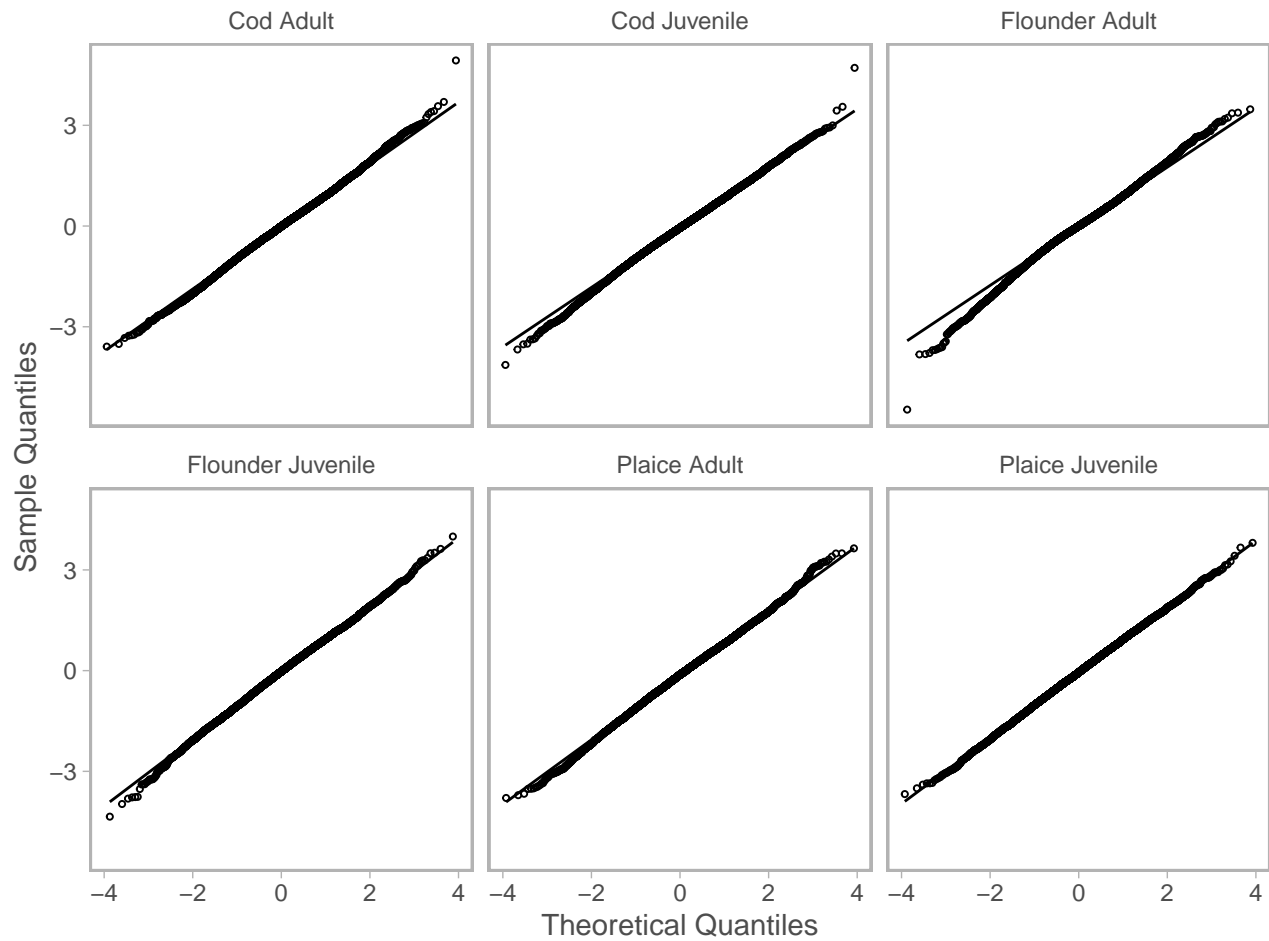 Cod Adult
Cod Juvenile
Flounder Adult
3
0
−3
Sample Quantiles
Flounder Juvenile
Plaice Adult
Plaice Juvenile
3
0
−3
−4 −2 0 2 4
−4 −2 0 2 4
−4 −2 0 2 4
Theoretical Quantiles